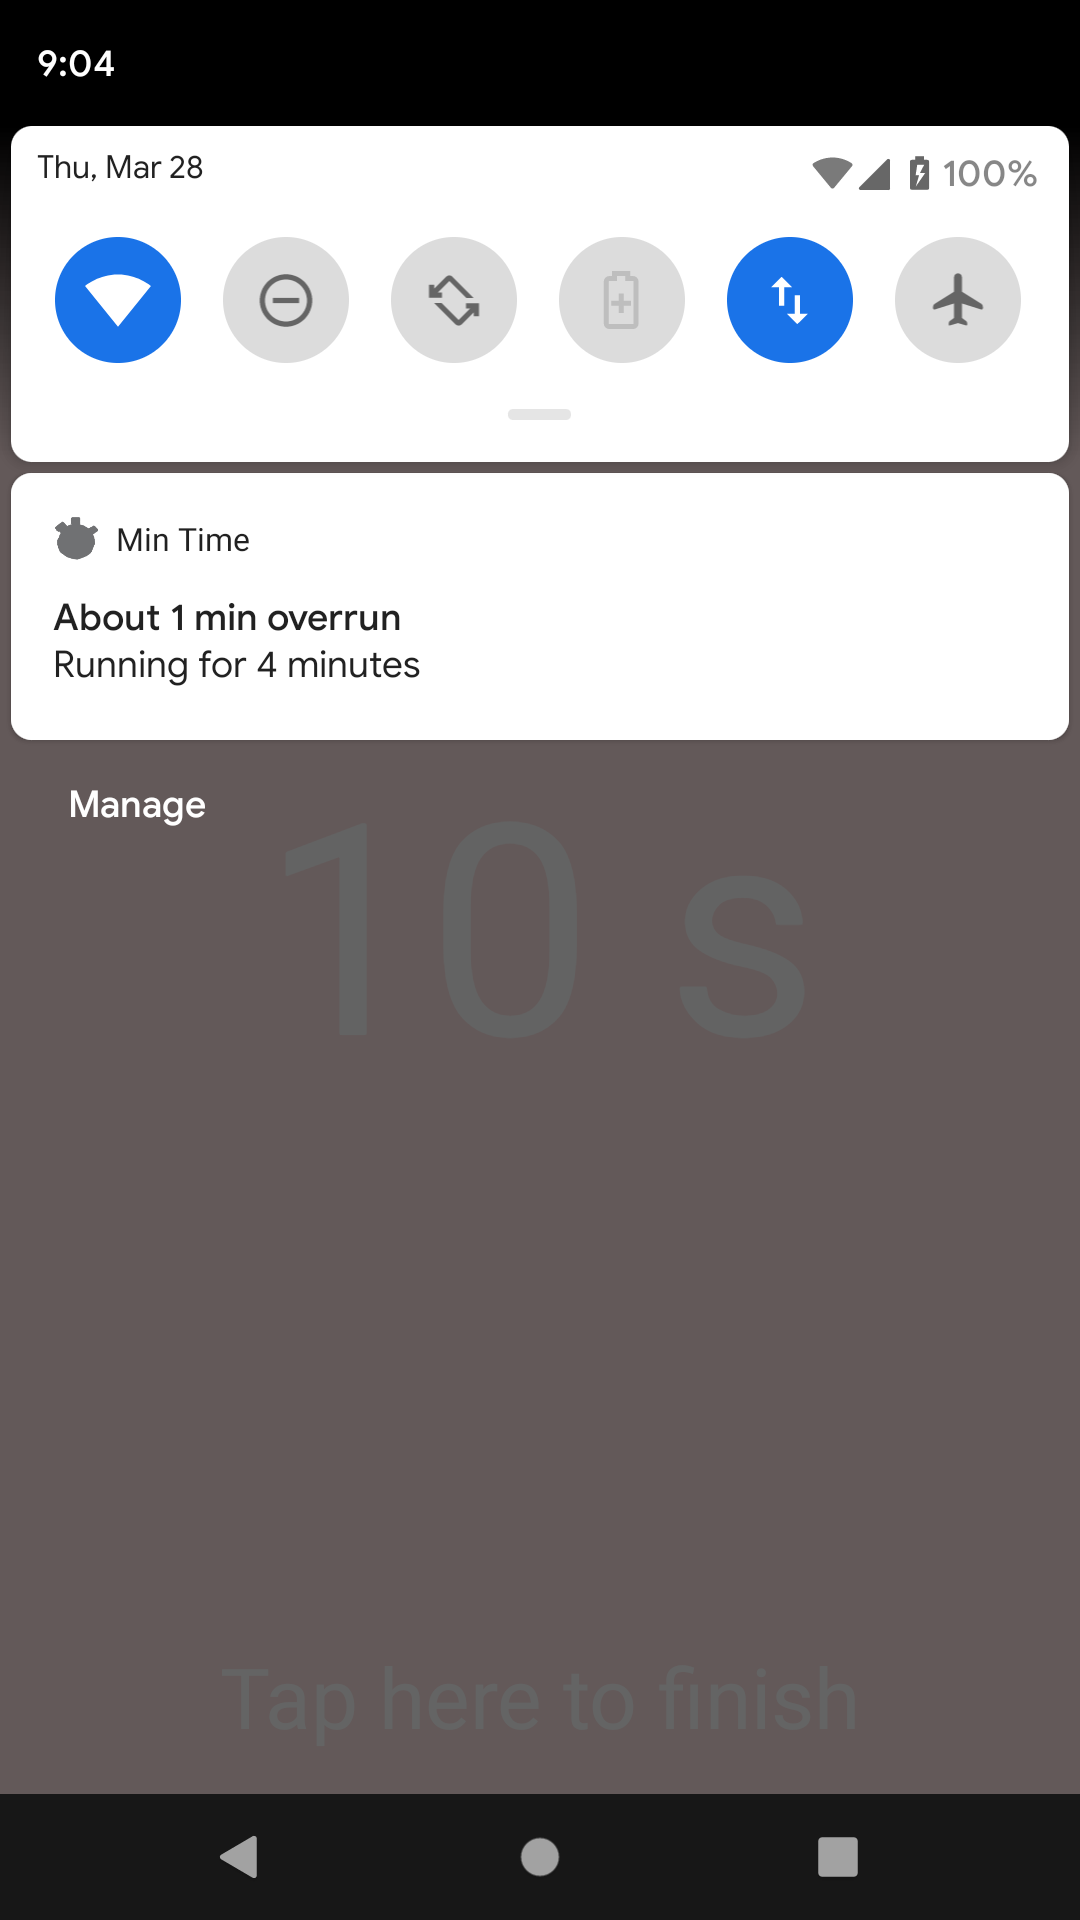 9:04
Thu, Mar 28
100%
Min Time
About 1 min overrun
Running for 4 minutes
Manage
10 s
Tap here to finish